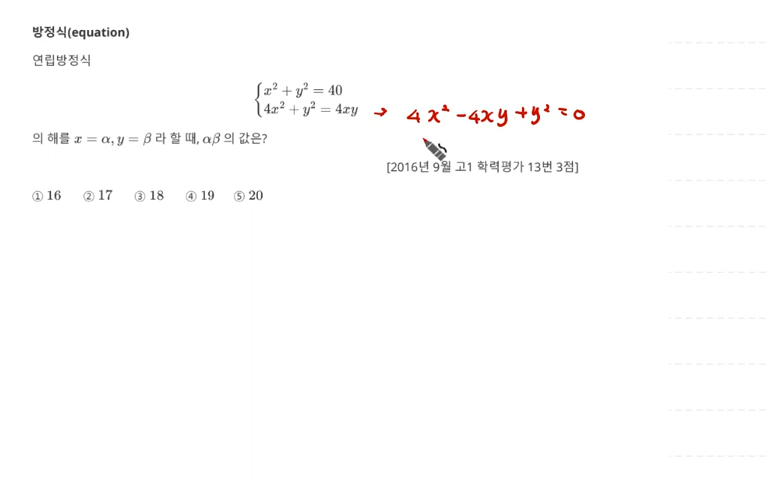 방정식(equation)
연립방정식
x² + y² = 40
4x² + y² = 4xy → 4x² - 4xy + y² = 0
의 해를 x = α, y = β 라 할 때, αβ 의 값은?
[2016년 9월 고1 학력평가 13번 3점]
① 16 ② 17 ③ 18 ④ 19 ⑤ 20